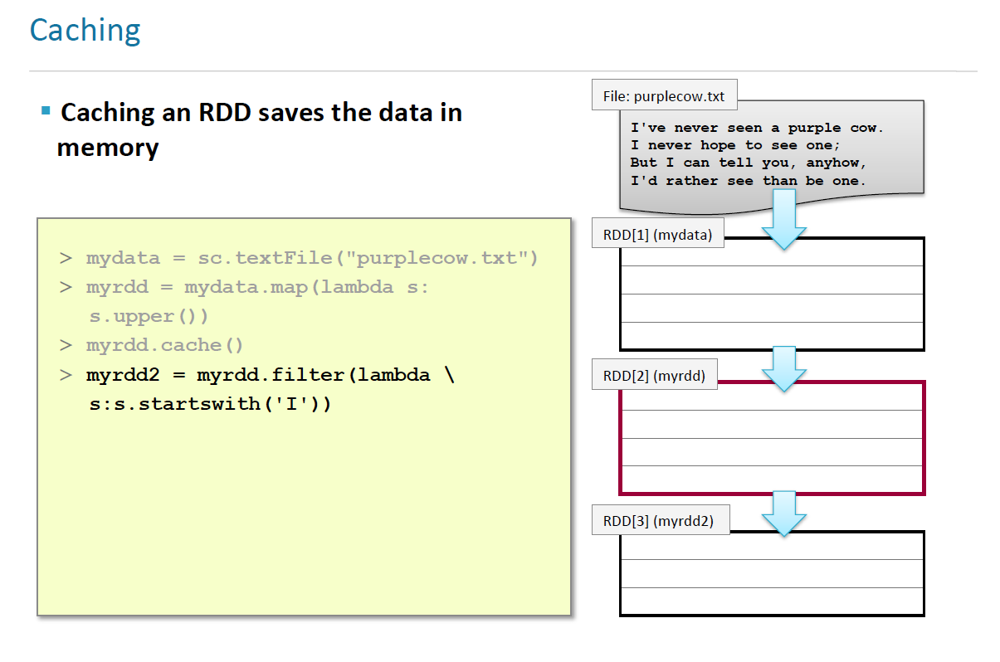 Caching
Caching an RDD saves the data in
memory
> mydata = sc.textFile("purplecow.txt")
> myrdd = mydata.map(lambda s:
s.upper())
> myrdd.cache()
> myrdd2 = myrdd.filter(lambda \
s:s.startswith('I'))
File: purplecow.txt
I've never seen a purple cow.
I never hope to see one;
But I can tell you, anyhow,
I'd rather see than be one.
RDD[1] (mydata)
RDD[2] (myrdd)
RDD[3] (myrdd2)